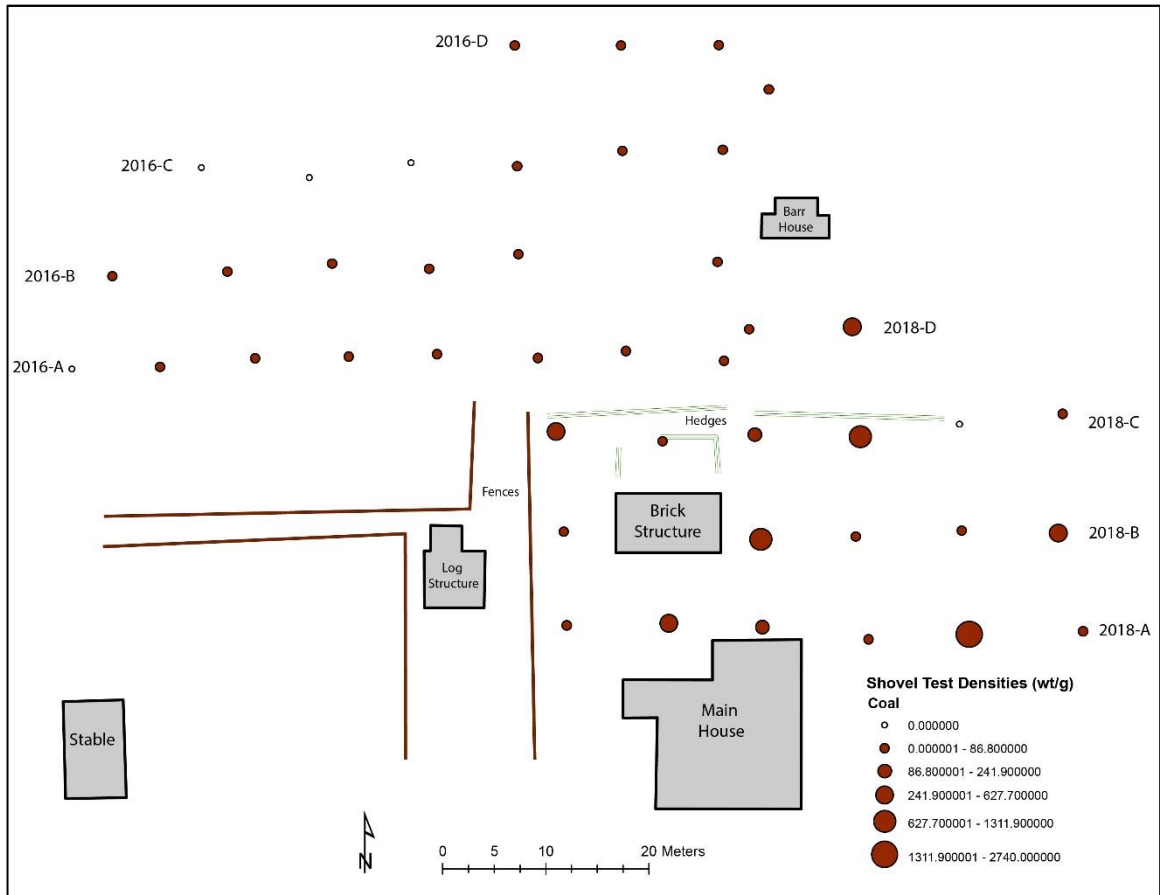 2016-D
2016-C
Barr
House
2016-B
2018-D
2016-A
Hedges
2018-C
Fences
Brick
Structure
2018-B
Log
Structure
2018-A
Main
House
Stable
Shovel Test Densities (wt/g)
Coal
0.000000
0.000001 - 86.800000
86.800001 - 241.900000
241.900001 - 627.700000
627.700001 - 1311.900000
1311.900001 - 2740.000000
N
0 5 10 20 Meters